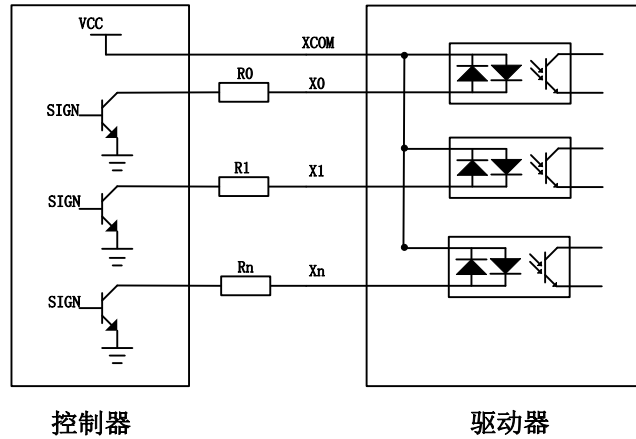 VCC
XCOM
R0
X0
SIGN
R1
X1
SIGN
Rn
Xn
SIGN
控制器
驱动器